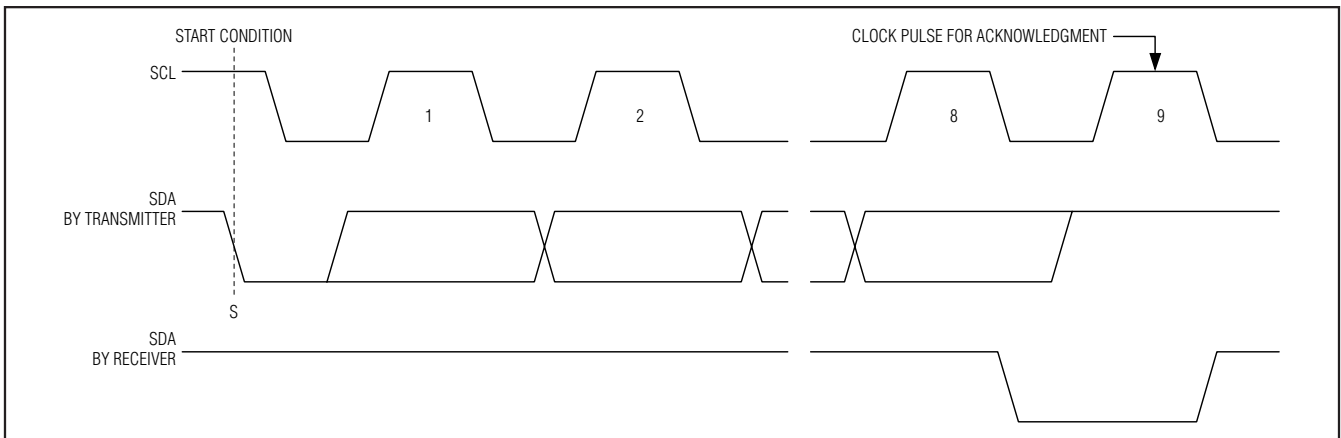 START CONDITION
CLOCK PULSE FOR ACKNOWLEDGMENT
SCL
1
2
8
9
SDA
BY TRANSMITTER
S
SDA
BY RECEIVER